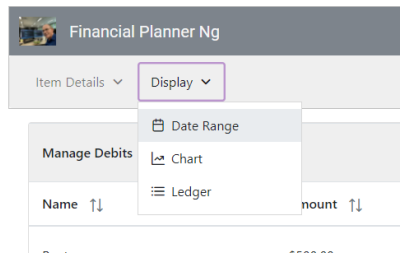 Financial Planner Ng
Item Details Display
Date Range
Manage Debits
Chart
Ledger
Name mount